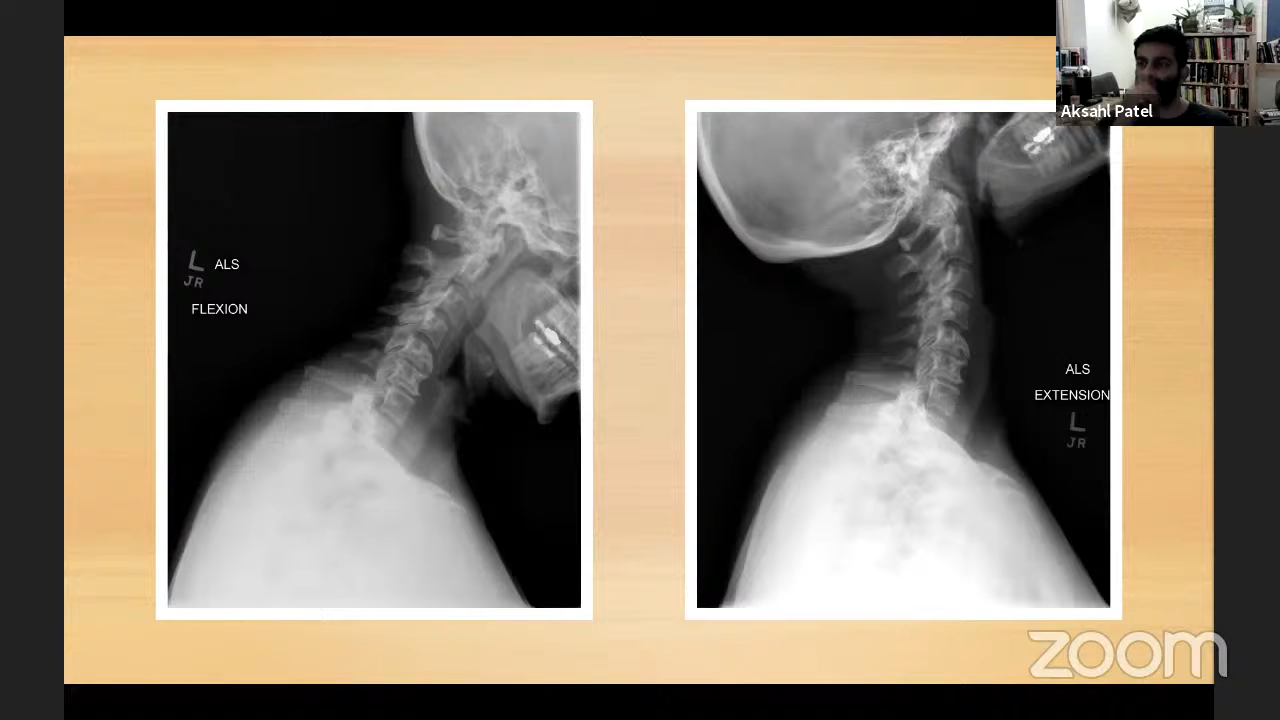 Aksahl Patel
L ALS
JR
FLEXION
ALS
EXTENSION
L
JR
zoom